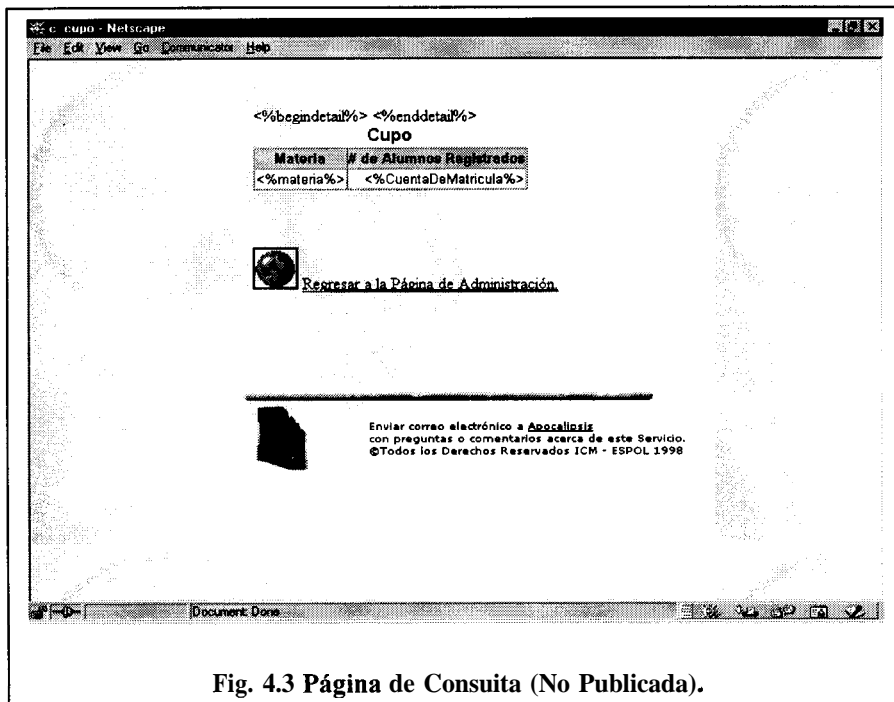 c_cupo - Netscape
File Edit View Go Communicator Help
<%begindetail%> <%enddetail%>
Cupo
Materia # de Alumnos Registrados
<%materia%> <%CuentaDeMatricula%>
Regresar a la Página de Administración.
Enviar correo electrónico a Apocalipsis
con preguntas o comentarios acerca de este Servicio.
©Todos los Derechos Reservados ICM - ESPOL 1998
Document: Done
Fig. 4.3 Página de Consuita (No Publicada).